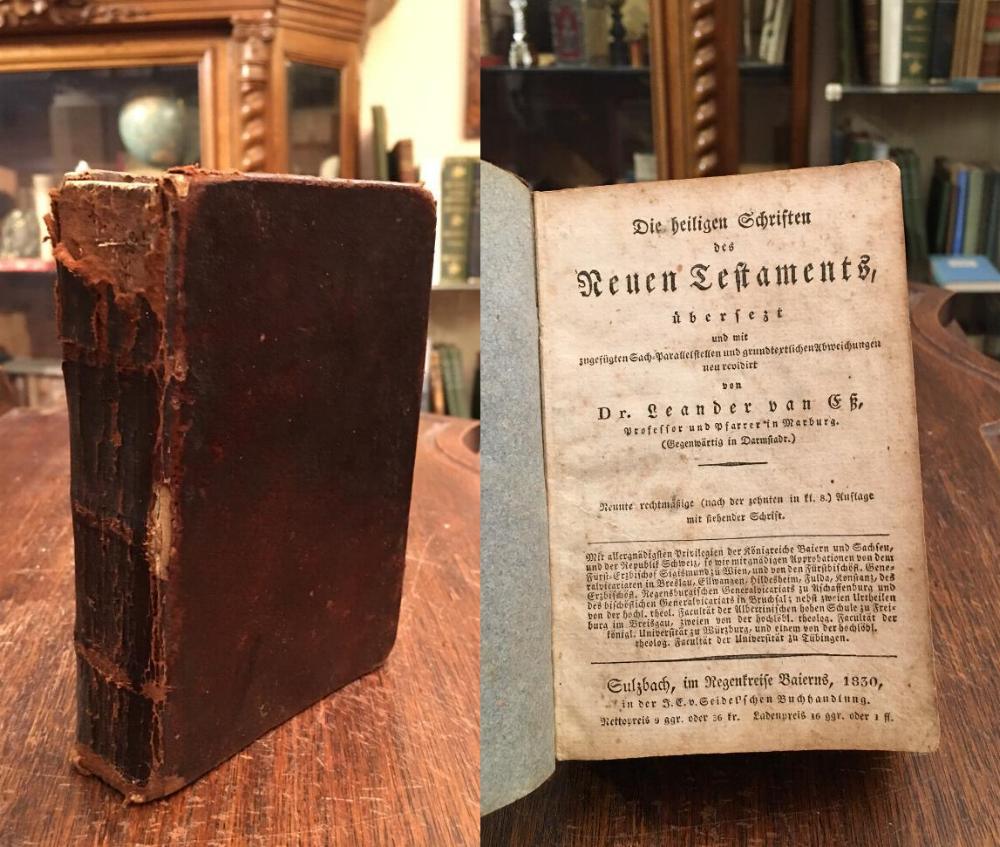 Die heiligen Schriften
des
Neuen Testaments,
übersezt
und mit
zugefügten Sach-Parallelstellen und grundtextlichen Abweichungen
neu revidirt
von
Dr. Leander van Eß,
Professor und Pfarrer in Marburg.
(Gegenwärtig in Darmstadt.)
Neunte rechtmäßige (nach der zehnten in kl. 8.) Auflage
mit stehender Schrift.
Mit allergnädigsten Privilegien der Königreiche Baiern und Sachsen,
und der Republik Schweiz, so wie mit gnädigen Approbationen von dem
Fürst-Erzbischof Sigismund zu Wien, und von den Fürstbischöfl. Gene-
ralvicariaten in Breslau, Ellwangen, Hildesheim, Fulda, Konstanz, des
Erzbischöfl. Regensburgischen Generalvicariats zu Aschaffenburg und
des bischöflichen Generalvicariats in Bruchsal; nebst zweien Urtheilen
von der hochl. theol. Facultät der Albertinischen hohen Schule zu Frei-
burg im Breisgau, zweien von der hochlöbl. theolog. Facultät der
königl. Universität zu Würzburg, und einem von der hochlöbl.
theolog. Facultät der Universität zu Tübingen.
Sulzbach, im Regenkreise Baierns, 1830,
in der J. E. v. Seidel'schen Buchhandlung.
Nettopreis 9 ggr. oder 36 kr. Ladenpreis 16 ggr. oder 1 fl.